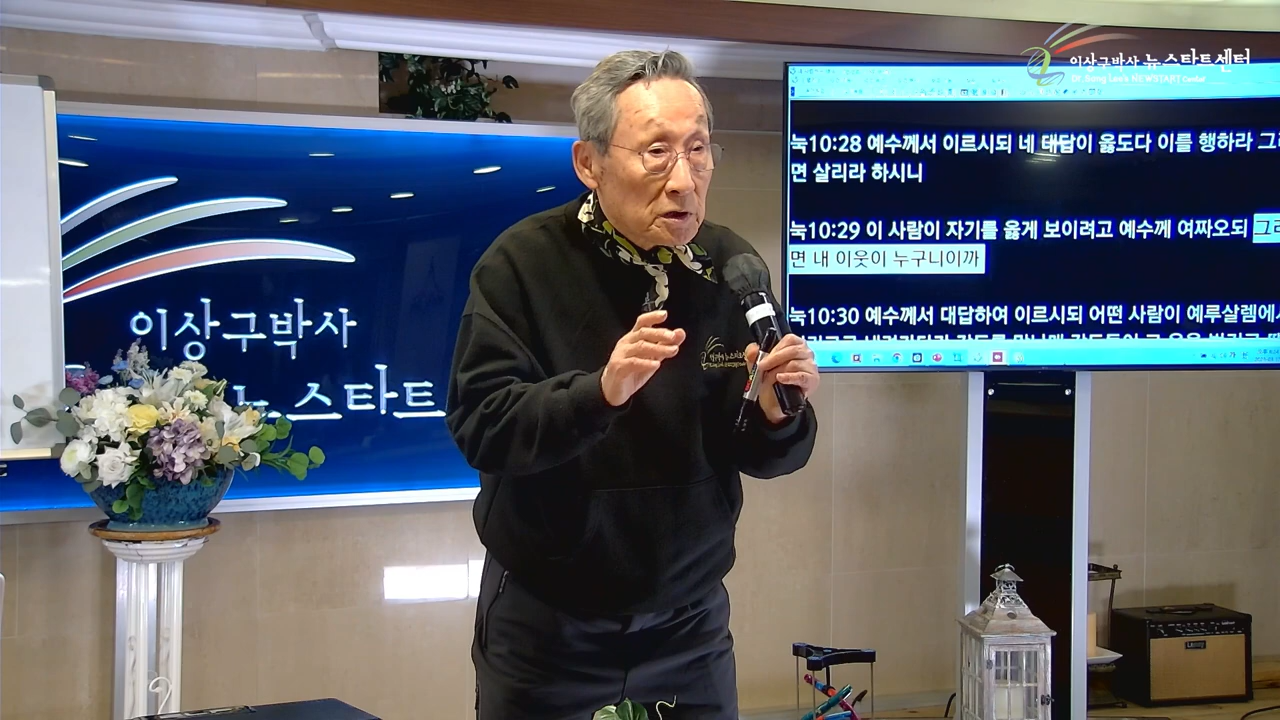 이상구박사 뉴스타트센터
Dr.Sang Lee's NEWSTART Center
눅10:28 예수께서 이르시되 네 대답이 옳도다 이를 행하라 그러
면 살리라 하시니
눅10:29 이 사람이 자기를 옳게 보이려고 예수께 여짜오되 그러
면 내 이웃이 누구니이까
눅10:30 예수께서 대답하여 이르시되 어떤 사람이 예루살렘에서
이상구박사
뉴스타트
Laney